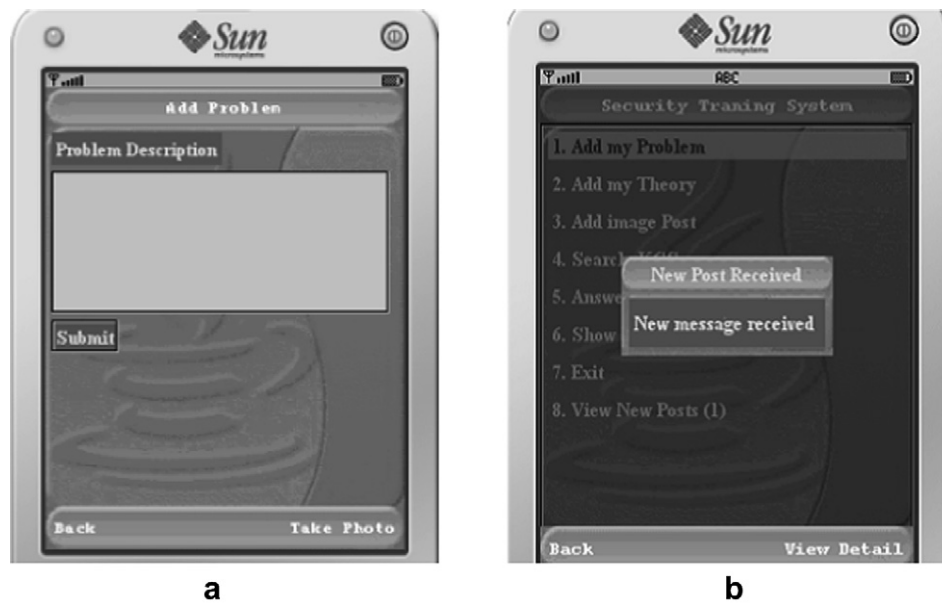 Sun
microsystems
Add Problem
Problem Description
Submit
Back
Take Photo
a
Sun
microsystems
ABC
Security Traning System
1. Add my Problem
2. Add my Theory
3. Add image Post
4. Search
5. Answe
6. Show
7. Exit
8. View New Posts (1)
New Post Received
New message received
Back
View Detail
b